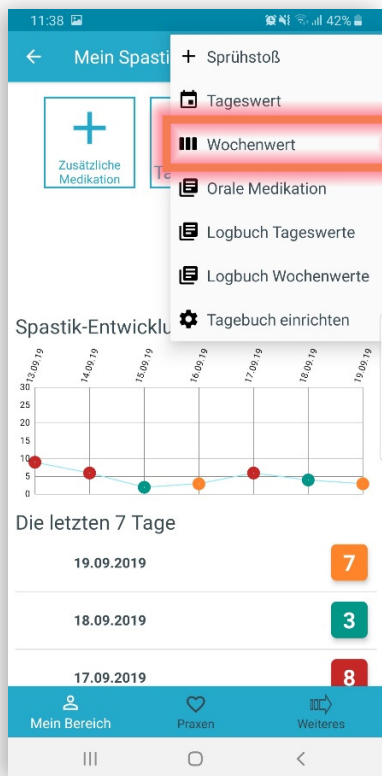 11:38 42%
Mein Spasti
+ Sprühstoß
Tageswert
Wochenwert
Orale Medikation
Logbuch Tageswerte
Logbuch Wochenwerte
Tagebuch einrichten
Zusätzliche
Medikation
Ta
Spastik-Entwicklu
13.09.19 14.09.19 15.09.19 16.09.19 17.09.19 18.09.19 19.09.19
30
25
20
15
10
5
0
Die letzten 7 Tage
19.09.2019 7
18.09.2019 3
17.09.2019 8
Mein Bereich Praxen Weiteres